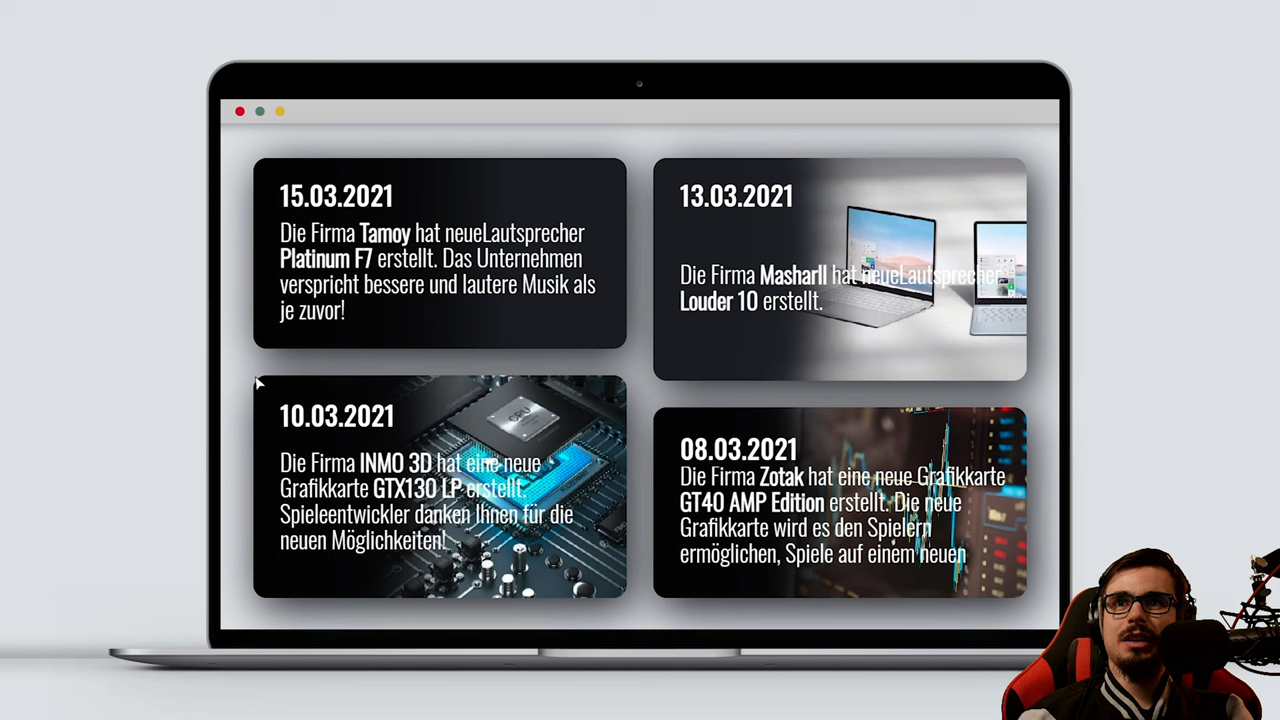 15.03.2021
Die Firma Tamoy hat neueLautsprecher
Platinum F7 erstellt. Das Unternehmen
verspricht bessere und lautere Musik als
je zuvor!
13.03.2021
Die Firma Masharll hat neueLautsprecher
Louder 10 erstellt.
10.03.2021
Die Firma INMO 3D hat eine neue
Grafikkarte GTX130 LP erstellt.
Spieleentwickler danken Ihnen für die
neuen Möglichkeiten!
CPU
08.03.2021
Die Firma Zotak hat eine neue Grafikkarte
GT40 AMP Edition erstellt. Die neue
Grafikkarte wird es den Spielern
ermöglichen, Spiele auf einem neuen